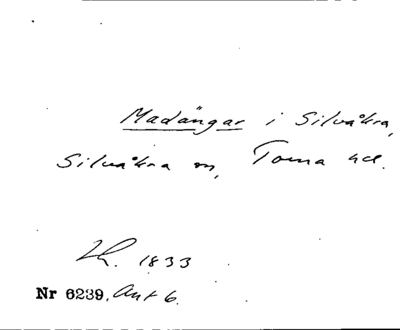 Madängar i Silvåkra,
Silvåkra sn, Torna hd.
1833
Nr 6239, Akt 6.